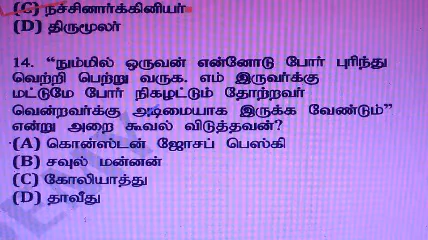 (C) நச்சினார்க்கினியர்
(D) திருமூலர்
14. "நும்மில் ஒருவன் என்னோடு போர் புரிந்து
வெற்றி பெற்று வருக. எம் இருவர்க்கு
மட்டுமே போர் நிகழட்டும் தோற்றவர்
வென்றவர்க்கு அடிமையாக இருக்க வேண்டும்"
என்று அறை கூவல் விடுத்தவன்?
(A) கொன்ஸ்டன் ஜோசப் பெஸ்கி
(B) சவுல் மன்னன்
(C) கோலியாத்து
(D) தாவீது